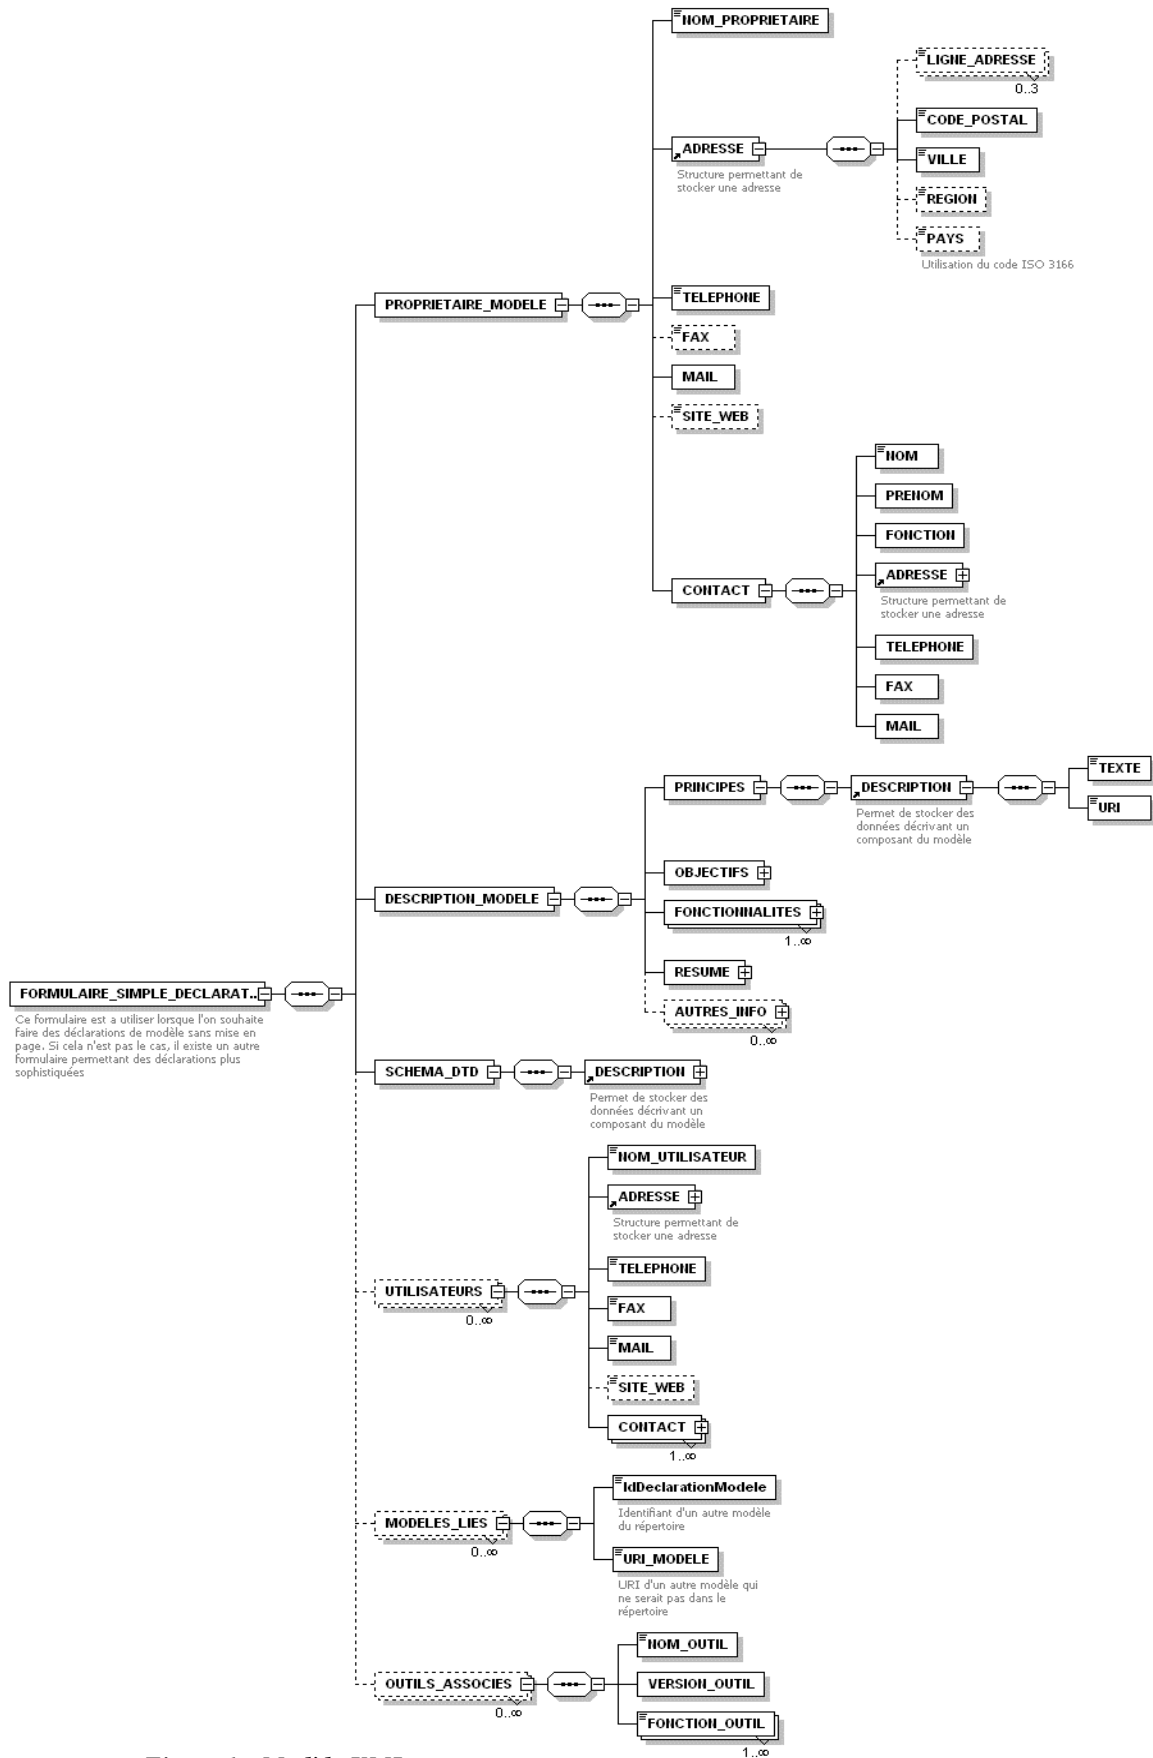 NOM_PROPRIETAIRE
LIGNE_ADRESSE
0..3
CODE_POSTAL
ADRESSE
Structure permettant de
stocker une adresse
VILLE
REGION
PAYS
Utilisation du code ISO 3166
PROPRIETAIRE_MODELE
TELEPHONE
FAX
MAIL
SITE_WEB
NOM
PRENOM
FONCTION
CONTACT
ADRESSE
Structure permettant de
stocker une adresse
TELEPHONE
FAX
MAIL
PRINCIPES
DESCRIPTION
Permet de stocker des
données décrivant un
composant du modèle
TEXTE
URI
OBJECTIFS
DESCRIPTION_MODELE
FONCTIONNALITES
1..∞
RESUME
AUTRES_INFO
0..∞
FORMULAIRE_SIMPLE_DECLARAT..
Ce formulaire est a utiliser lorsque l'on souhaite
faire des déclarations de modèle sans mise en
page. Si cela n'est pas le cas, il existe un autre
formulaire permettant des déclarations plus
sophistiquées
SCHEMA_DTD
DESCRIPTION
Permet de stocker des
données décrivant un
composant du modèle
NOM_UTILISATEUR
ADRESSE
Structure permettant de
stocker une adresse
TELEPHONE
UTILISATEURS
0..∞
FAX
MAIL
SITE_WEB
CONTACT
1..∞
IdDeclarationModele
Identifiant d'un autre modèle
du répertoire
MODELES_LIES
0..∞
URI_MODELE
URI d'un autre modèle qui
ne serait pas dans le
répertoire
NOM_OUTIL
OUTILS_ASSOCIES
0..∞
VERSION_OUTIL
FONCTION_OUTIL
1..∞